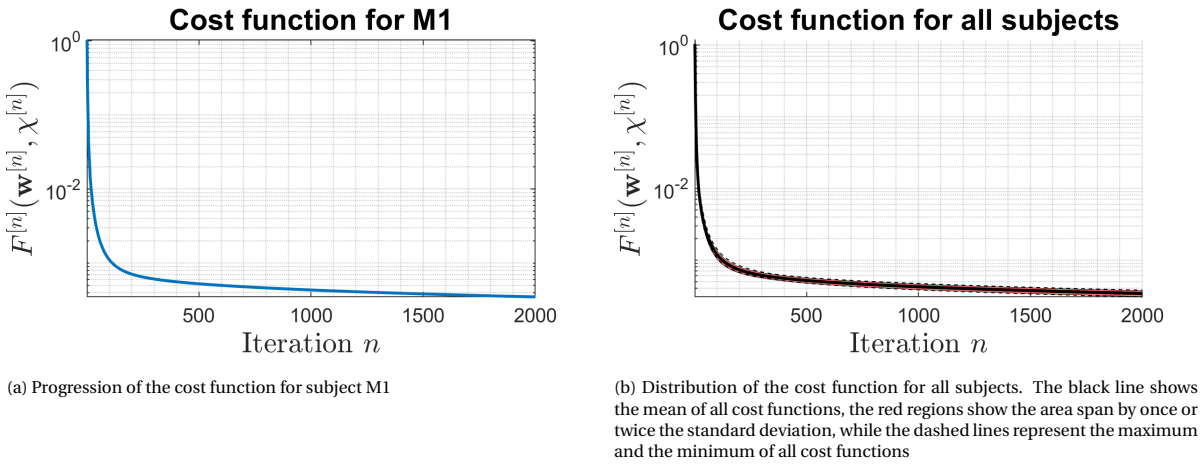 Cost function for M1
10^0
10^-2
F^[n](w^[n], χ^[n])
500
1000
1500
2000
Iteration n
(a) Progression of the cost function for subject M1
Cost function for all subjects
10^0
10^-2
F^[n](w^[n], χ^[n])
500
1000
1500
2000
Iteration n
(b) Distribution of the cost function for all subjects. The black line shows
the mean of all cost functions, the red regions show the area span by once or
twice the standard deviation, while the dashed lines represent the maximum
and the minimum of all cost functions